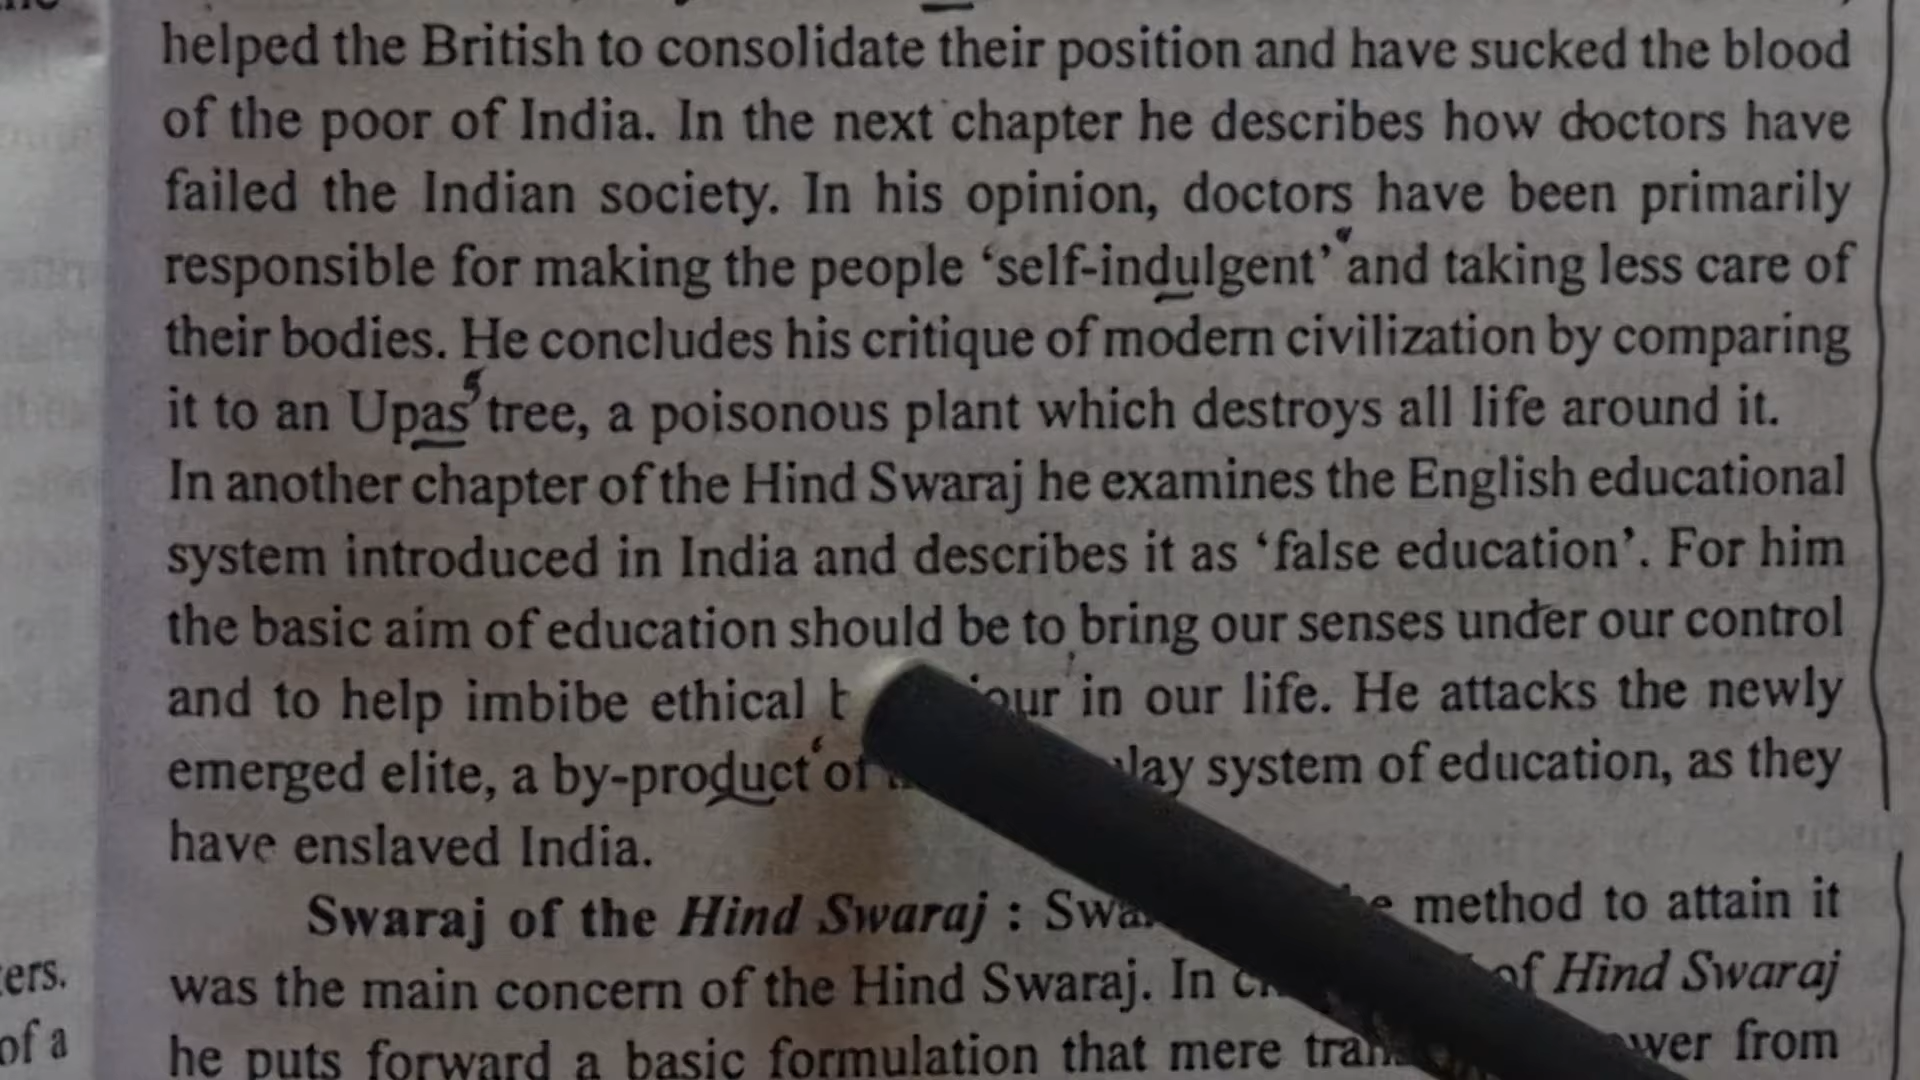 helped the British to consolidate their position and have sucked the blood
of the poor of India. In the next chapter he describes how doctors have
failed the Indian society. In his opinion, doctors have been primarily
responsible for making the people ‘self-indulgent’ and taking less care of
their bodies. He concludes his critique of modern civilization by comparing
it to an Upas tree, a poisonous plant which destroys all life around it.
In another chapter of the Hind Swaraj he examines the English educational
system introduced in India and describes it as ‘false education’. For him
the basic aim of education should be to bring our senses under our control
and to help imbibe ethical in our life. He attacks the newly
emerged elite, a by-product of system of education, as they
have enslaved India.
Swaraj of the Hind Swaraj : method to attain it
was the main concern of the Hind Swaraj. In of Hind Swaraj
he puts forward a basic formulation that mere from
ers.
of a